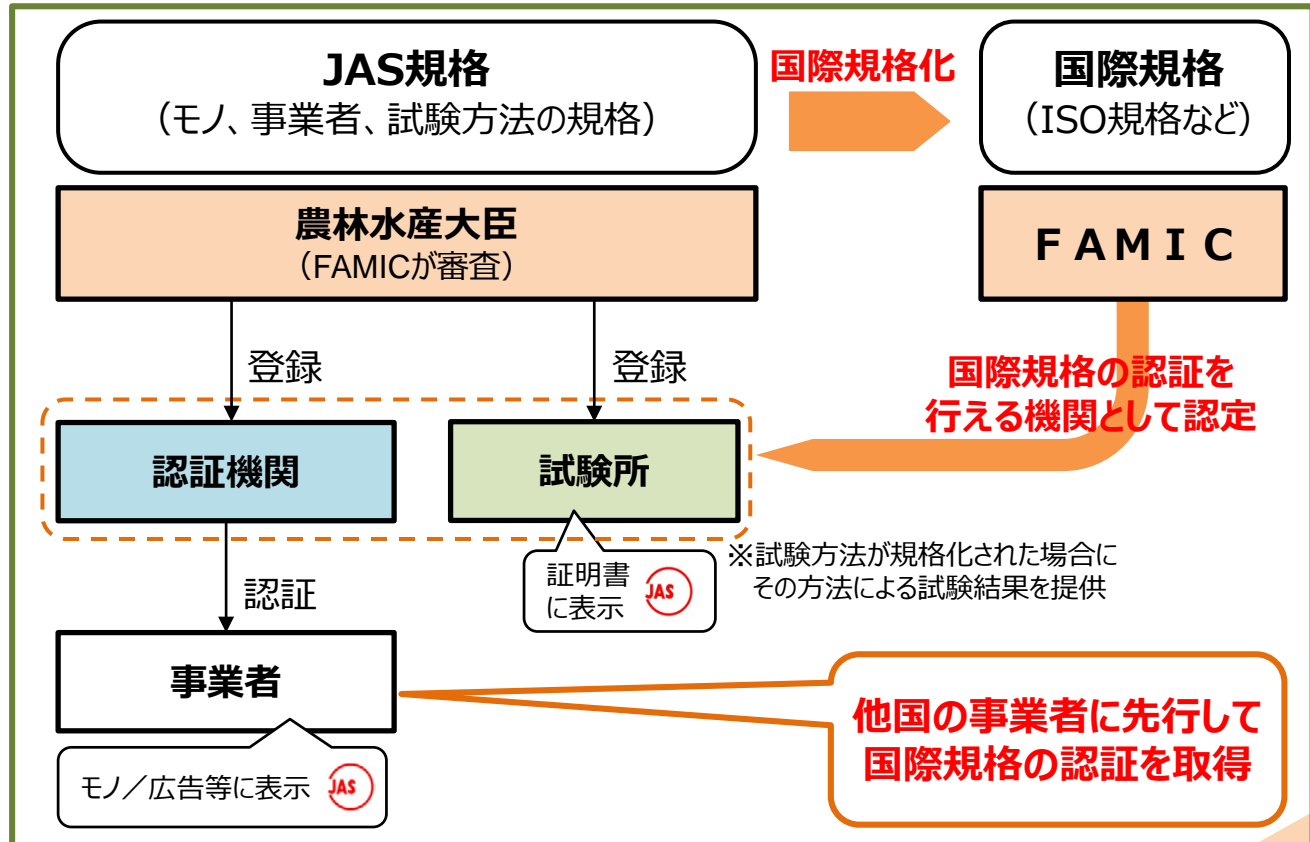 JAS規格
（モノ、事業者、試験方法の規格）
国際規格化
国際規格
（ISO規格など）
農林水産大臣
（FAMICが審査）
ＦＡＭＩＣ
登録
登録
国際規格の認証を
行える機関として認定
認証機関
試験所
証明書
に表示
JAS
※試験方法が規格化された場合に
その方法による試験結果を提供
認証
事業者
モノ／広告等に表示
JAS
他国の事業者に先行して
国際規格の認証を取得